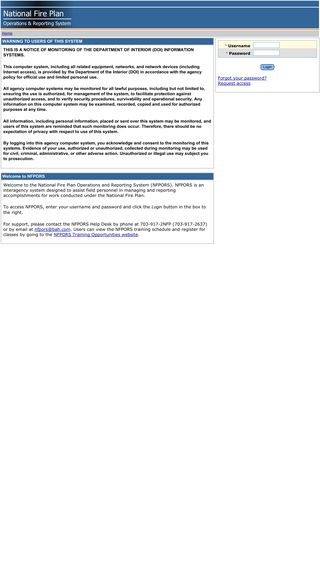 National Fire Plan
Operations & Reporting System
Home
WARNING TO USERS OF THIS SYSTEM
THIS IS A NOTICE OF MONITORING OF THE DEPARTMENT OF INTERIOR (DOI) INFORMATION
SYSTEMS.
This computer system, including all related equipment, networks, and network devices (including
Internet access), is provided by the Department of the Interior (DOI) in accordance with the agency
policy for official use and limited personal use.
All agency computer systems may be monitored for all lawful purposes, including but not limited to,
ensuring the use is authorized, for management of the system, to facilitate protection against
unauthorized access, and to verify security procedures, survivability and operational security. Any
information on this computer system may be examined, recorded, copied and used for authorized
purposes at any time.
All information, including personal information, placed or sent over this system may be monitored, and
users of this system are reminded that such monitoring does occur. Therefore, there should be no
expectation of privacy with respect to use of this system.
By logging into this agency computer system, you acknowledge and consent to the monitoring of this
systems. Evidence of your use, authorized or unauthorized, collected during monitoring may be used
for civil, criminal, administrative, or other adverse action. Unauthorized or illegal use may subject you
to prosecution.
* Username
* Password
Login
Forgot your password?
Request access
Welcome to NFPORS
Welcome to the National Fire Plan Operations and Reporting System (NFPORS). NFPORS is an
interagency system designed to assist field personnel in managing and reporting
accomplishments for work conducted under the National Fire Plan.
To access NFPORS, enter your username and password and click the Login button in the box to
the right.
For support, please contact the NFPORS Help Desk by phone at 703-917-2NFP (703-917-2637)
or by email at nfpors@bah.com. Users can view the NFPORS training schedule and register for
classes by going to the NFPORS Training Opportunities website.